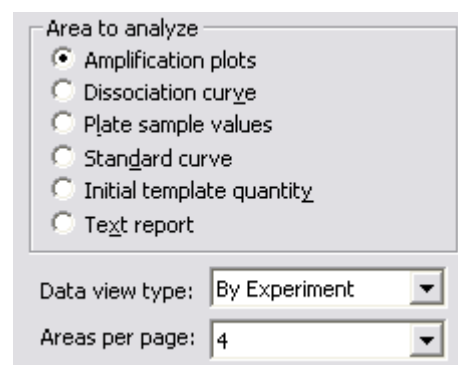 Area to analyze
Amplification plots
Dissociation curve
Plate sample values
Standard curve
Initial template quantity
Text report
Data view type: By Experiment
Areas per page: 4